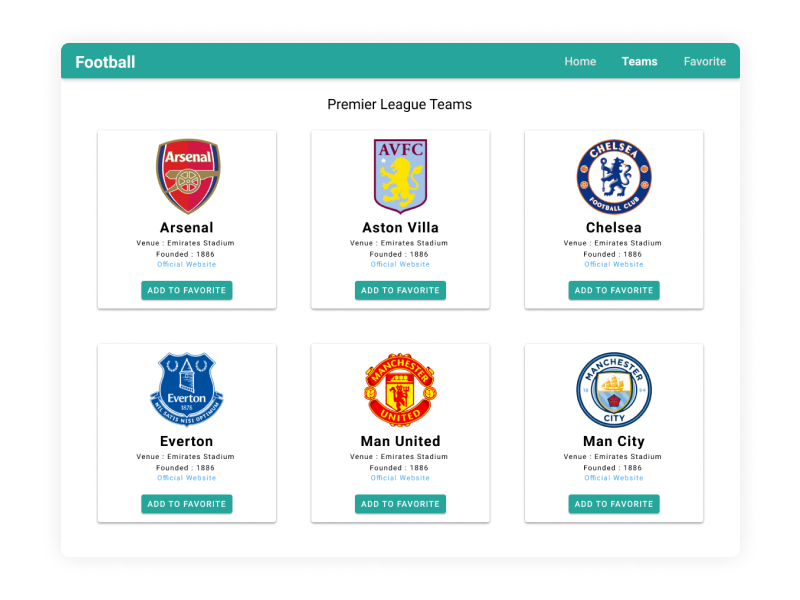 Football
Home Teams Favorite
Premier League Teams
Arsenal
Arsenal
Venue : Emirates Stadium
Founded : 1886
Official Website
ADD TO FAVORITE
AVFC
Aston Villa
Venue : Emirates Stadium
Founded : 1886
Official Website
ADD TO FAVORITE
CHELSEA
FOOTBALL CLUB
Chelsea
Venue : Emirates Stadium
Founded : 1886
Official Website
ADD TO FAVORITE
Everton
1878
NIL SATIS NISI OPTIMUM
Everton
Venue : Emirates Stadium
Founded : 1886
Official Website
ADD TO FAVORITE
MANCHESTER
UNITED
Man United
Venue : Emirates Stadium
Founded : 1886
Official Website
ADD TO FAVORITE
MANCHESTER
CITY
Man City
Venue : Emirates Stadium
Founded : 1886
Official Website
ADD TO FAVORITE